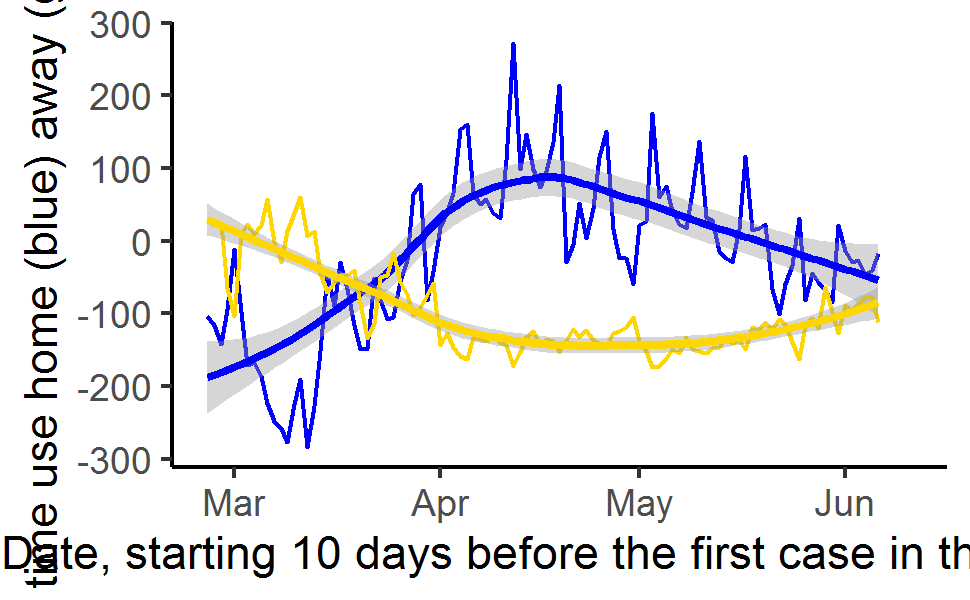 time use home (blue) away (
300
200
100
0
-100
-200
-300
Mar Apr May Jun
Date, starting 10 days before the first case in th